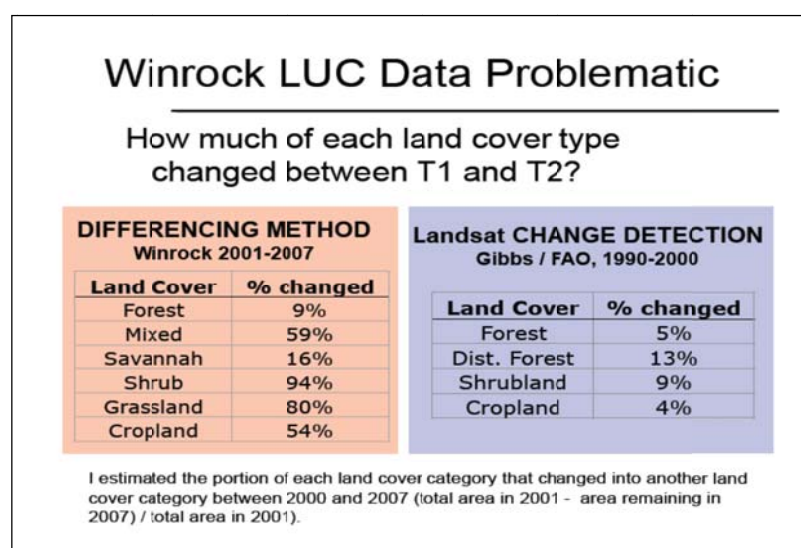 Winrock LUC Data Problematic
How much of each land cover type
changed between T1 and T2?
DIFFERENCING METHOD
Winrock 2001-2007
Land Cover % changed
Forest 9%
Mixed 59%
Savannah 16%
Shrub 94%
Grassland 80%
Cropland 54%
Landsat CHANGE DETECTION
Gibbs / FAO, 1990-2000
Land Cover % changed
Forest 5%
Dist. Forest 13%
Shrubland 9%
Cropland 4%
I estimated the portion of each land cover category that changed into another land
cover category between 2000 and 2007 (total area in 2001 - area remaining in
2007) / total area in 2001).